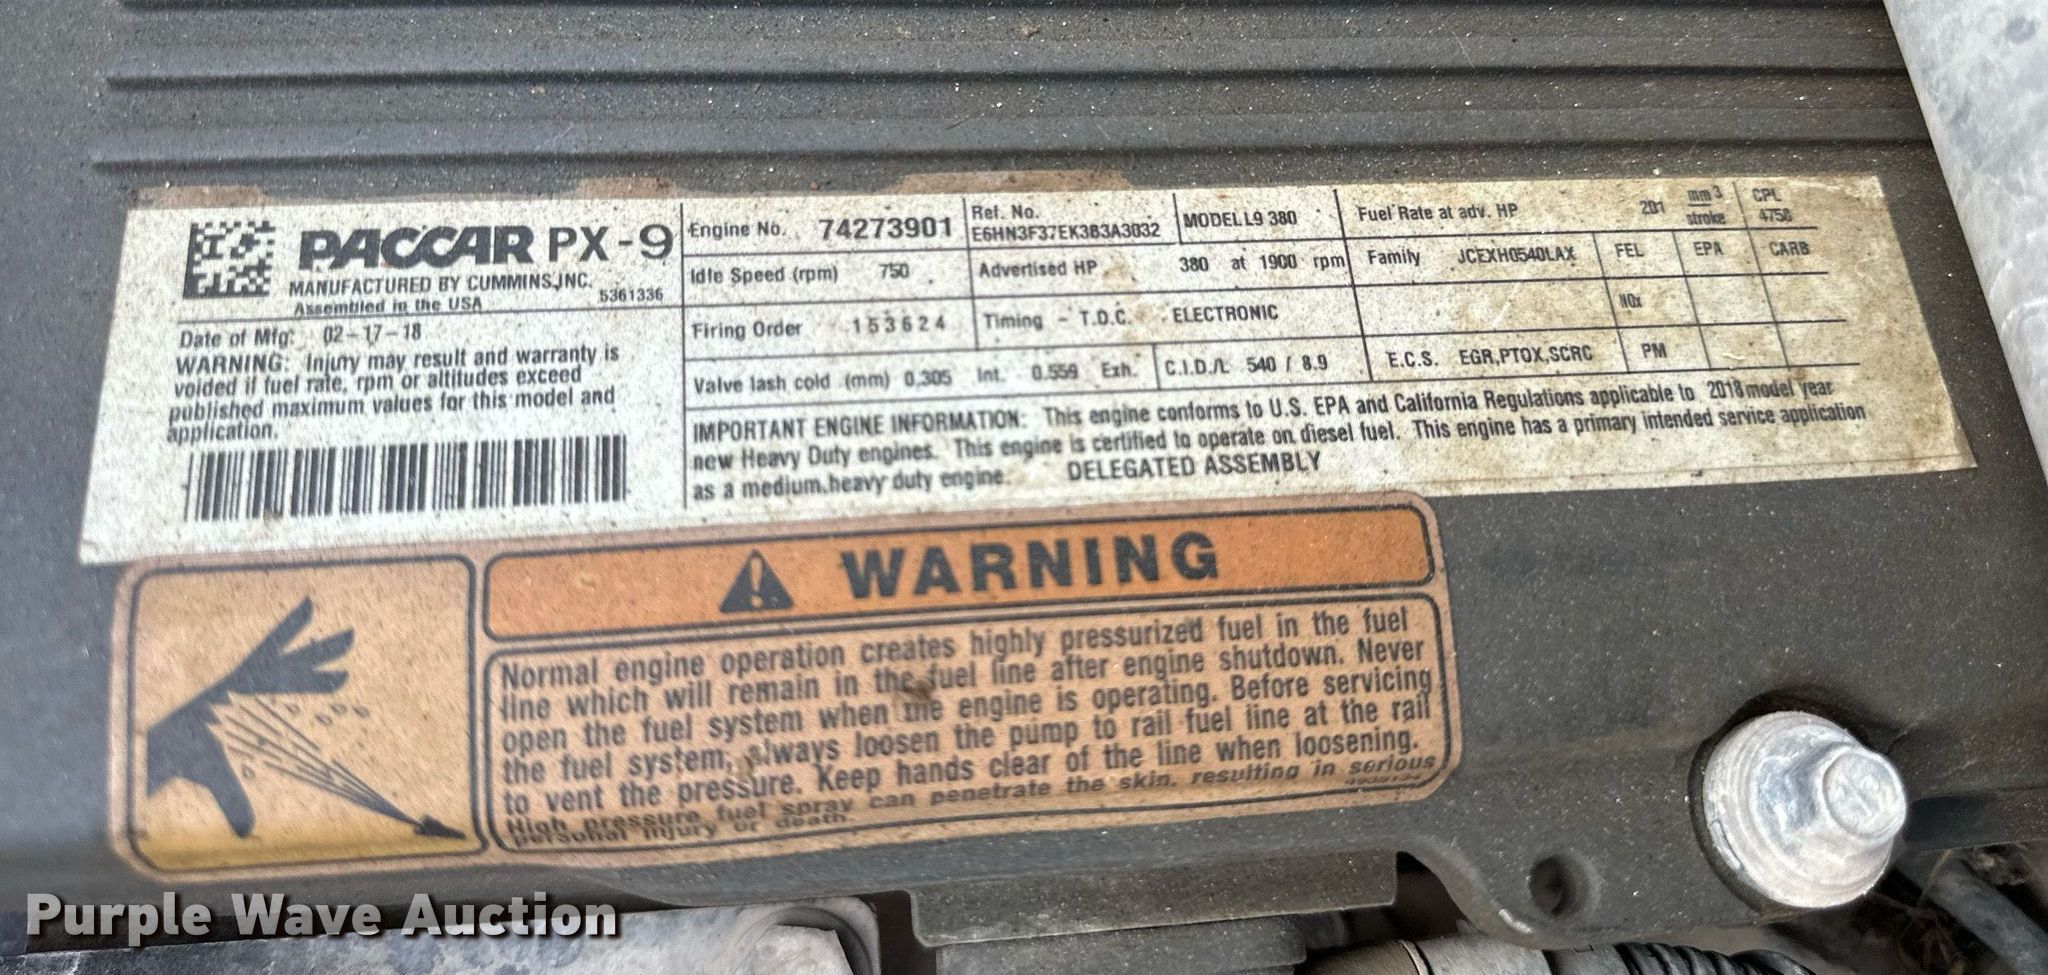 PACCAR PX-9
MANUFACTURED BY CUMMINS, INC.
Assembled in the USA 5361336
Date of Mfg: 02-17-18
WARNING: Injury may result and warranty is
voided if fuel rate, rpm or altitudes exceed
published maximum values for this model and
application.
Engine No. 74273901
Ref. No.
E6HN3F37EK3B3A3032
MODEL L9 380
Fuel Rate at adv. HP 201 mm3
stroke
CPL
Idle Speed (rpm) 750
Advertised HP 380 at 1900 rpm
Family JCEXH0540LAX
FEL EPA CARB
Firing Order 153624
Timing - T.D.C. ELECTRONIC
NOx
Valve lash cold (mm) 0.305 Int. 0.559 Exh.
C.I.D./L 540 / 8.9
E.C.S. EGR,PTOX,SCRC
PM
IMPORTANT ENGINE INFORMATION: This engine conforms to U.S. EPA and California Regulations applicable to 2018 model year
new Heavy Duty engines. This engine is certified to operate on diesel fuel. This engine has a primary intended service application
as a medium.heavy duty engine. DELEGATED ASSEMBLY
WARNING
Normal engine operation creates highly pressurized fuel in the fuel
line which will remain in the fuel line after engine shutdown. Never
open the fuel system when the engine is operating. Before servicing
the fuel system, always loosen the pump to rail fuel line at the rail
to vent the pressure. Keep hands clear of the line when loosening.
High pressure fuel spray can penetrate the skin, resulting in serious
personal injury or death.
Purple Wave Auction